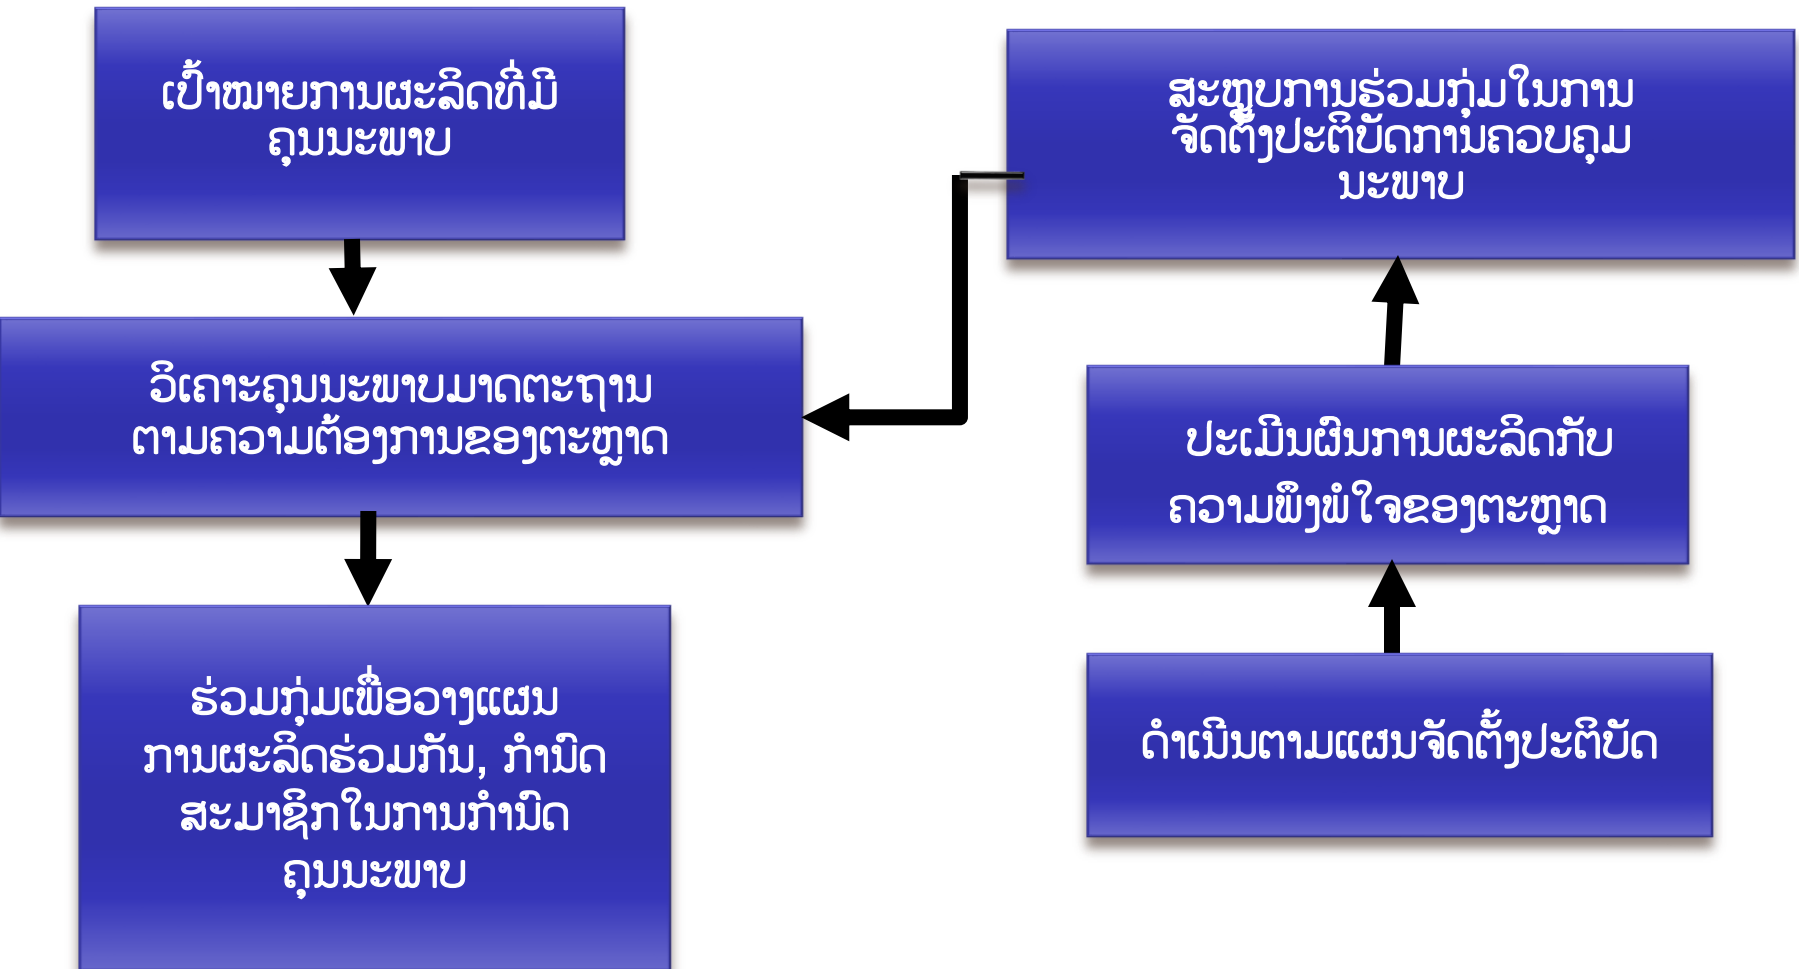 ເປົ້າໝາຍການຜະລິດທີ່ມີ
ຄຸນນະພາບ
ວິເຄາະຄຸນນະພາບມາດຕະຖານ
ຕາມຄວາມຕ້ອງການຂອງຕະຫຼາດ
ຮ່ວມກຸ່ມເພື່ອວາງແຜນ
ການຜະລິດຮ່ວມກັນ, ກຳນົດ
ສະມາຊິກໃນການກຳນົດ
ຄຸນນະພາບ
ສະຫຼຸບການຮ່ວມກຸ່ມໃນການ
ຈັດຕັ້ງປະຕິບັດການຄວບຄຸມ
ນະພາບ
ປະເມີນຜົນການຜະລິດກັບ
ຄວາມພຶງພໍໃຈຂອງຕະຫຼາດ
ດຳເນີນຕາມແຜນຈັດຕັ້ງປະຕິບັດ